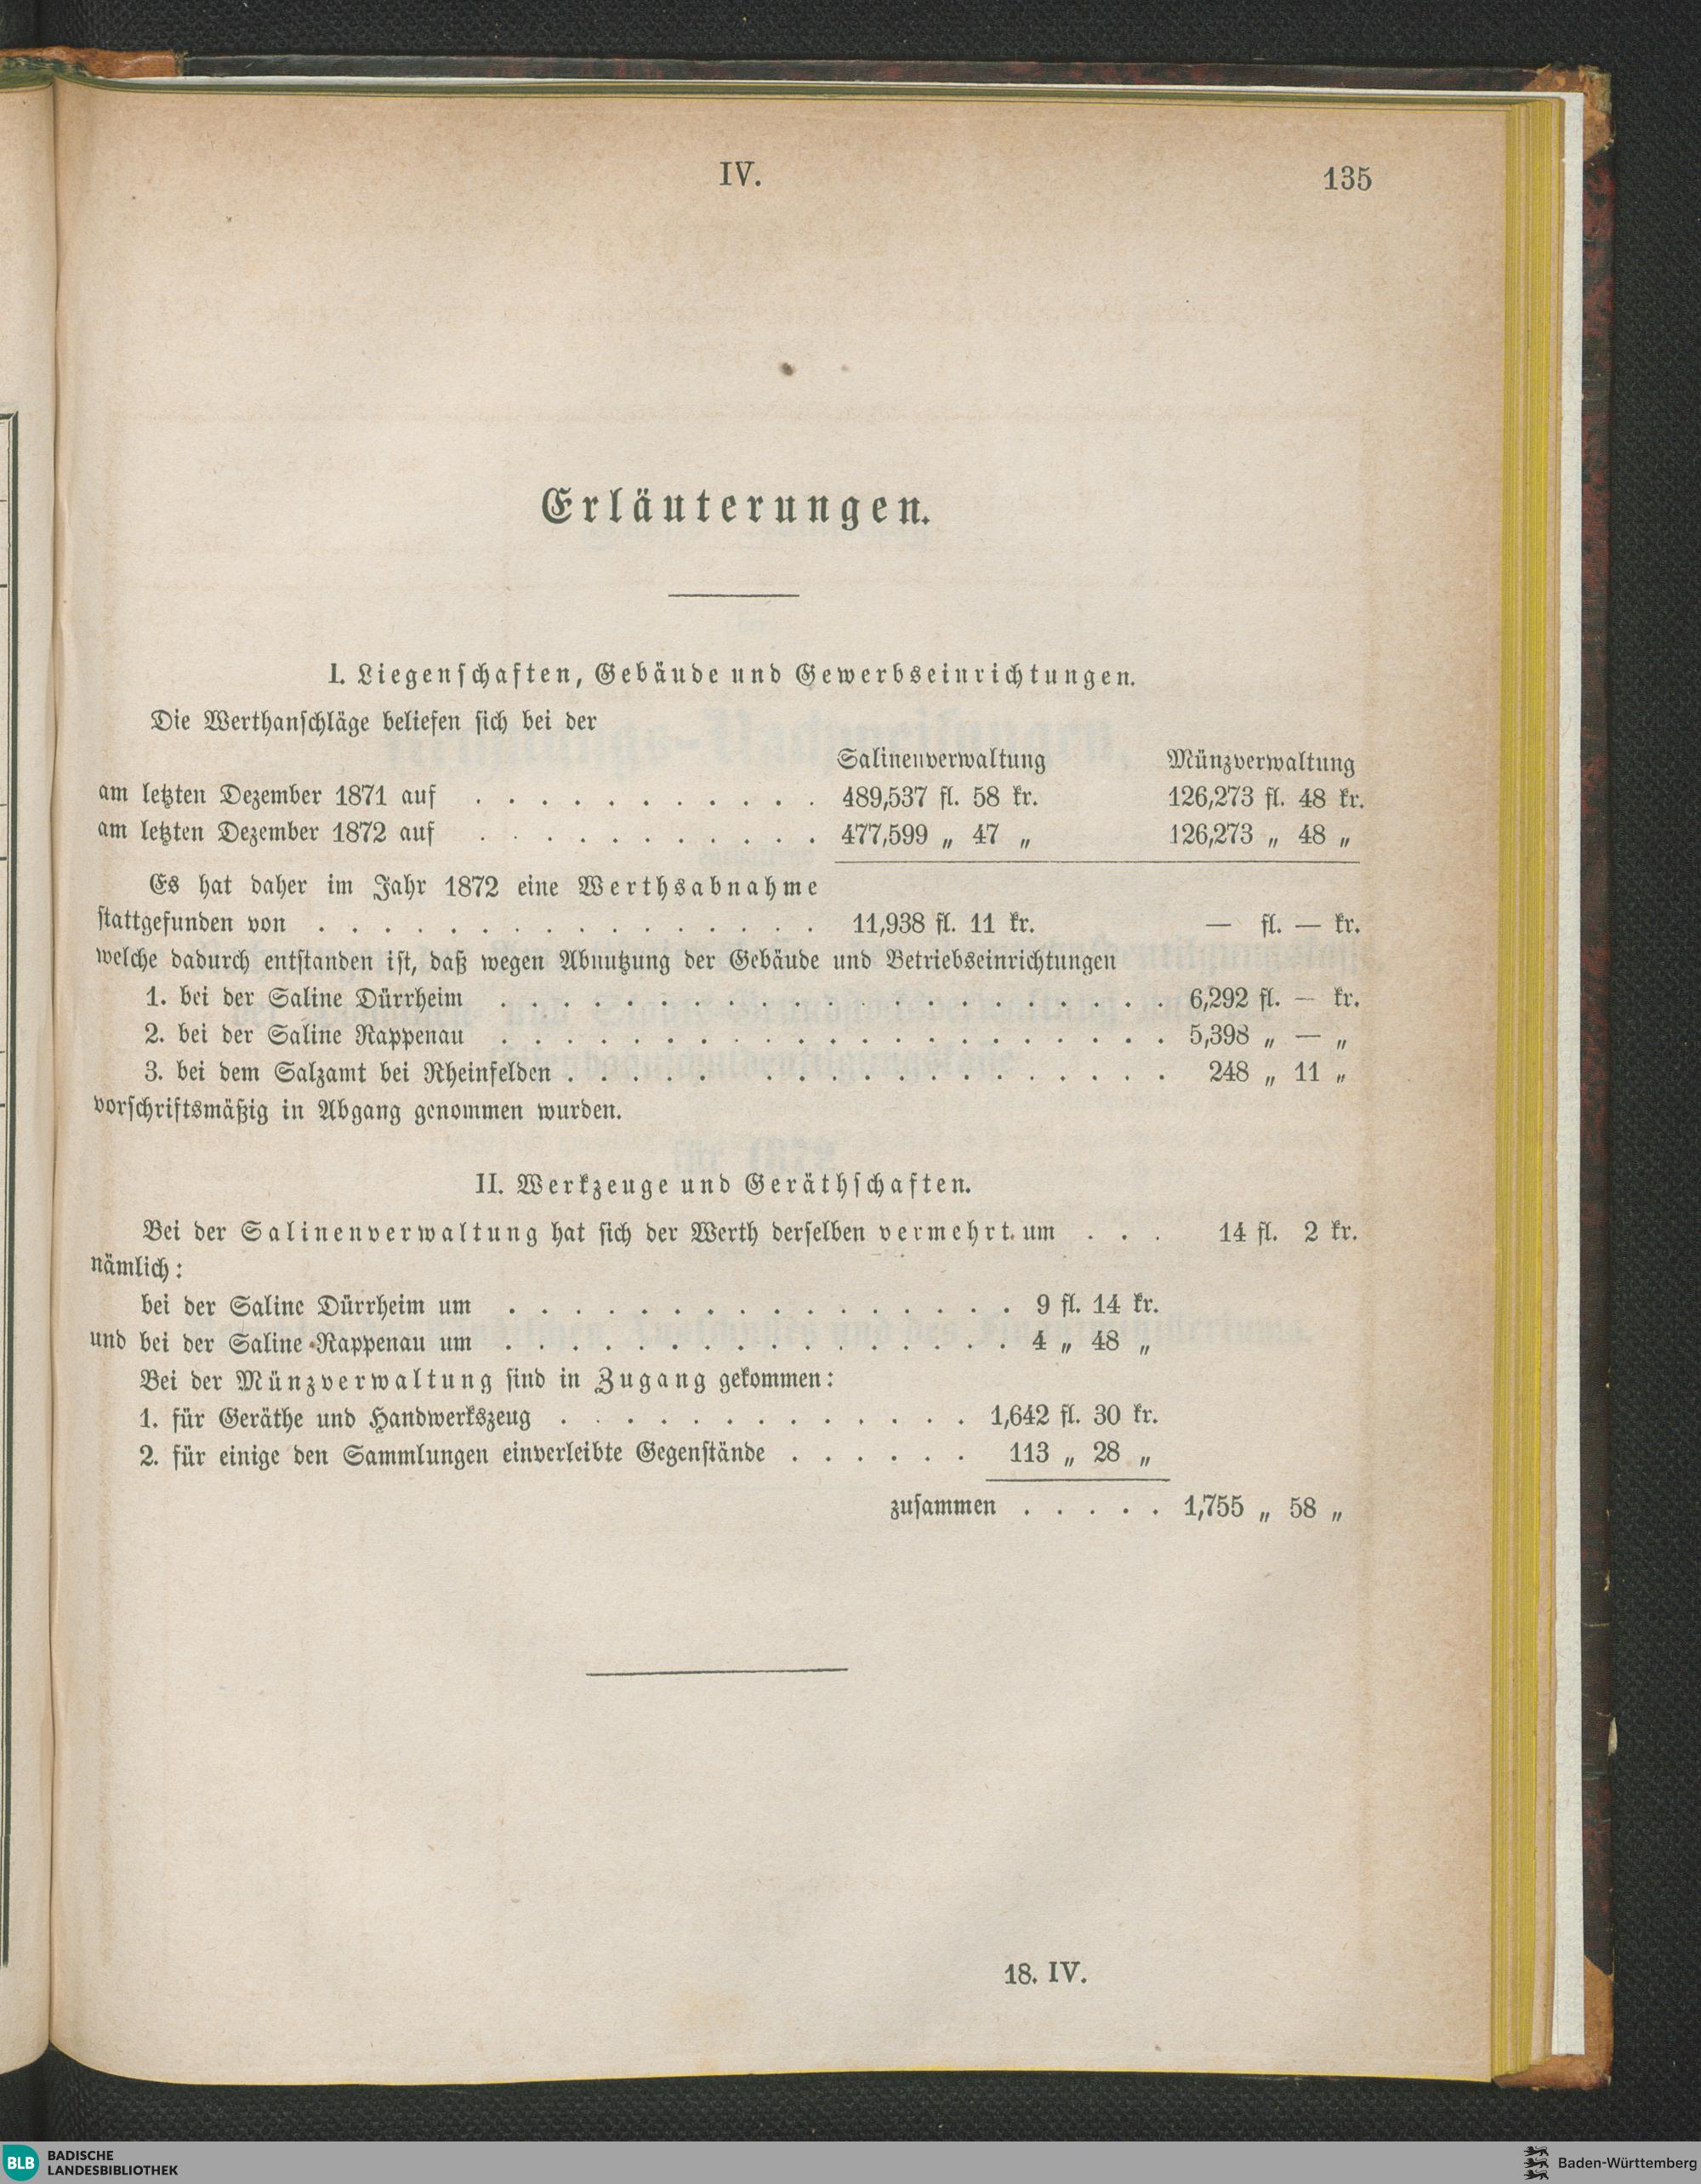 IV.
135
Erläuterungen.
I. Liegenschaften, Gebäude und Gewerbseinrichtungen.
Die Werthanschläge beliefen sich bei der
Salinenverwaltung Münzverwaltung
am letzten Dezember 1871 auf . . . . . . . . . . . 489,537 fl. 58 kr. 126,273 fl. 48 kr.
am letzten Dezember 1872 auf . . . . . . . . . . . 477,599 „ 47 „ 126,273 „ 48 „
Es hat daher im Jahr 1872 eine Werthsabnahme
stattgefunden von . . . . . . . . . . . . . . . . 11,938 fl. 11 kr. — fl. — kr.
welche dadurch entstanden ist, daß wegen Abnutzung der Gebäude und Betriebseinrichtungen
1. bei der Saline Dürrheim . . . . . . . . . . . . . . . . . . . . . 6,292 fl. — kr.
2. bei der Saline Rappenau . . . . . . . . . . . . . . . . . . . . . 5,398 „ — „
3. bei dem Salzamt bei Rheinfelden . . . . . . . . . . . . . . . . . . 248 „ 11 „
vorschriftsmäßig in Abgang genommen wurden.
II. Werkzeuge und Geräthschaften.
Bei der Salinenverwaltung hat sich der Werth derselben vermehrt um . . . 14 fl. 2 kr.
nämlich:
bei der Saline Dürrheim um . . . . . . . . . . . . . . . . 9 fl. 14 kr.
und bei der Saline Rappenau um . . . . . . . . . . . . . . . . 4 „ 48 „
Bei der Münzverwaltung sind in Zugang gekommen:
1. für Geräthe und Handwerkszeug . . . . . . . . . . . . . 1,642 fl. 30 kr.
2. für einige den Sammlungen einverleibte Gegenstände . . . . . . 113 „ 28 „
zusammen . . . . . 1,755 „ 58 „
18. IV.
BLB BADISCHE
LANDESBIBLIOTHEK
Baden-Württemberg